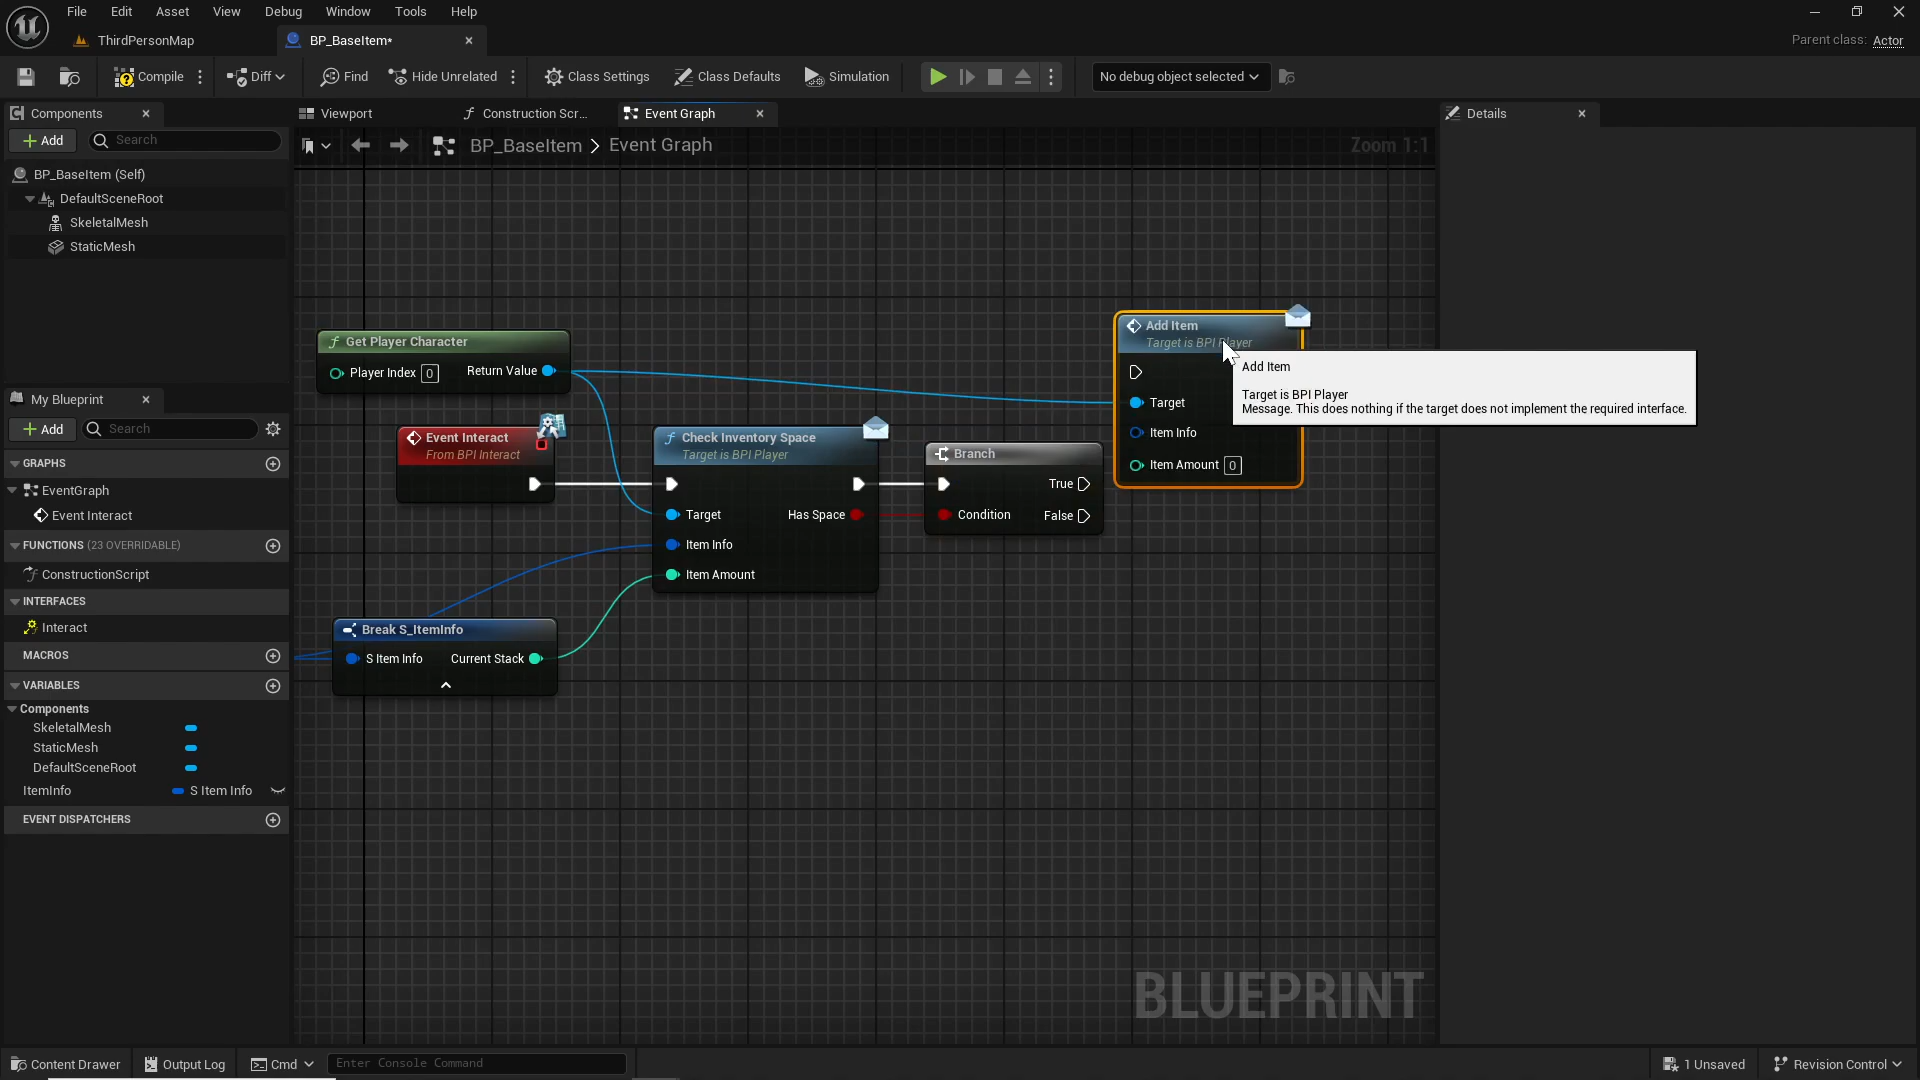 File Edit Asset View Debug Window Tools Help
ThirdPersonMap
BP_BaseItem*
Parent class: Actor
Compile
Diff
Find
Hide Unrelated
Class Settings
Class Defaults
Simulation
No debug object selected
Components
Viewport
Construction Scr...
Event Graph
Details
Add
Search
BP_BaseItem > Event Graph
Zoom 1:1
BP_BaseItem (Self)
DefaultSceneRoot
SkeletalMesh
StaticMesh
My Blueprint
Add
Search
GRAPHS
EventGraph
Event Interact
FUNCTIONS (23 OVERRIDABLE)
ConstructionScript
INTERFACES
Interact
MACROS
VARIABLES
Components
SkeletalMesh
StaticMesh
DefaultSceneRoot
ItemInfo S Item Info
EVENT DISPATCHERS
Get Player Character
Player Index 0 Return Value
Event Interact
From BPI Interact
Check Inventory Space
Target is BPI Player
Target Has Space
Item Info
Item Amount
Branch
True
Condition False
Add Item
Target is BPI Player
Target
Item Info
Item Amount 0
Add Item
Target is BPI Player
Message. This does nothing if the target does not implement the required interface.
Break S_ItemInfo
S Item Info Current Stack
BLUEPRINT
Content Drawer
Output Log
Cmd
Enter Console Command
1 Unsaved
Revision Control